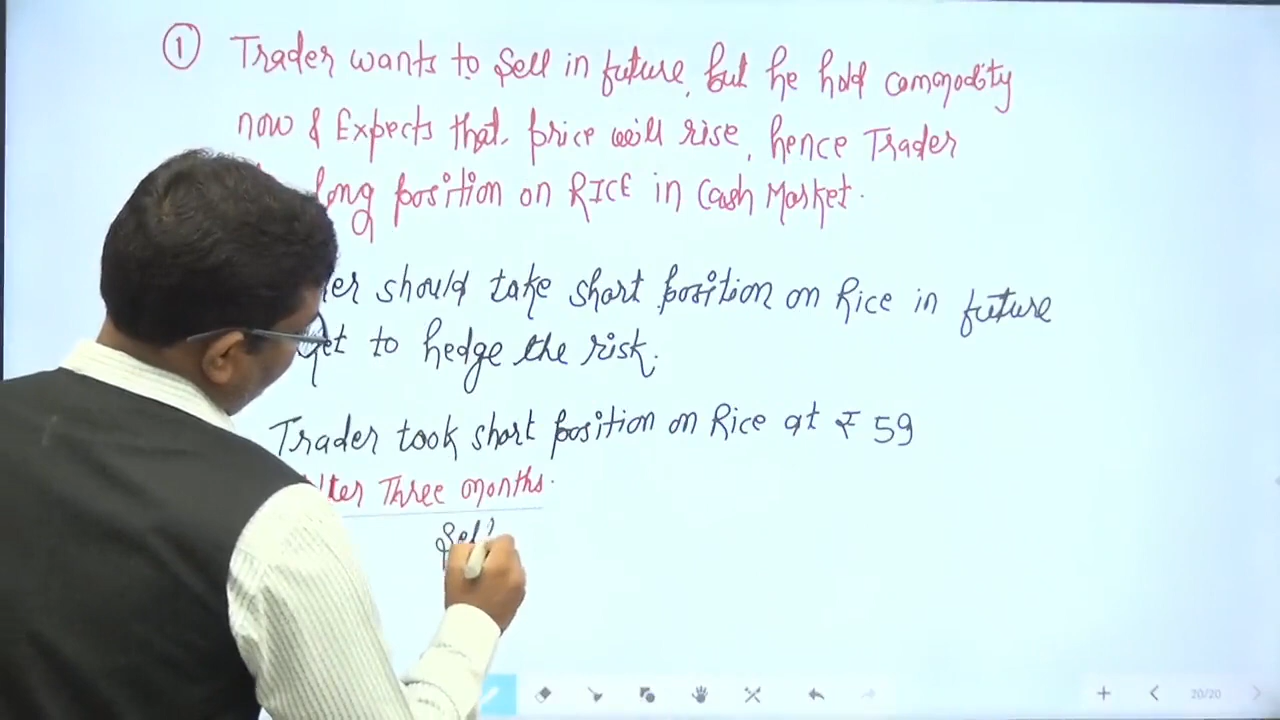 ① Trader wants to sell in future, but he hold commodity
now & Expects that price will rise, hence Trader
long position on RICE in Cash Market.
should take short position on Rice in future
to hedge the risk.
Trader took short position on Rice at ₹ 59
Three months.
20/20